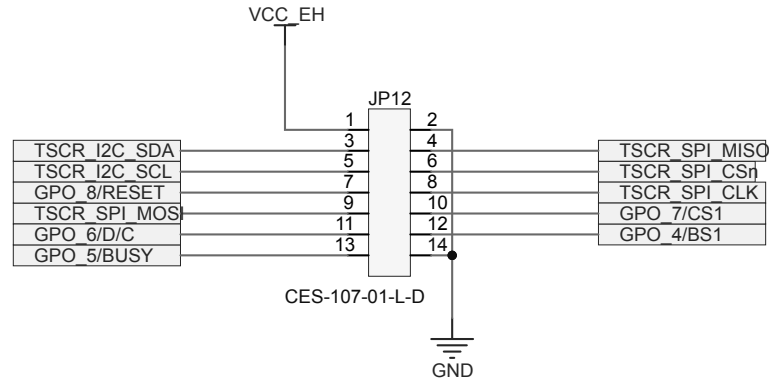 VCC_EH
JP12
1 2
TSCR_I2C_SDA 3 4 TSCR_SPI_MISO
TSCR_I2C_SCL 5 6 TSCR_SPI_CSn
GPO_8/RESET 7 8 TSCR_SPI_CLK
TSCR_SPI_MOSI 9 10 GPO_7/CS1
GPO_6/D/C 11 12 GPO_4/BS1
GPO_5/BUSY 13 14
CES-107-01-L-D
GND